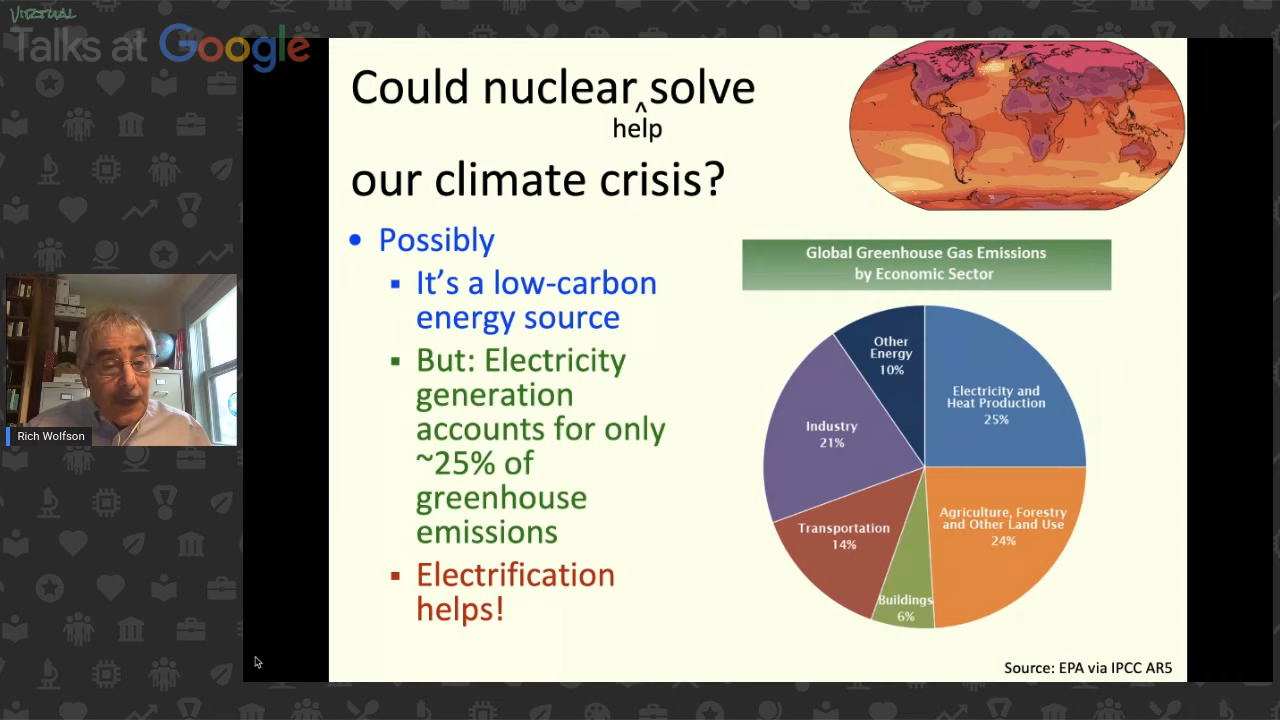 VIRTUAL
Talks at Google
Could nuclear^solve
help
our climate crisis?
• Possibly
▪ It's a low-carbon
energy source
▪ But: Electricity
generation
accounts for only
~25% of
greenhouse
emissions
▪ Electrification
helps!
Global Greenhouse Gas Emissions
by Economic Sector
Other
Energy
10%
Electricity and
Heat Production
25%
Industry
21%
Agriculture, Forestry
and Other Land Use
24%
Transportation
14%
Buildings
6%
Source: EPA via IPCC AR5
Rich Wolfson